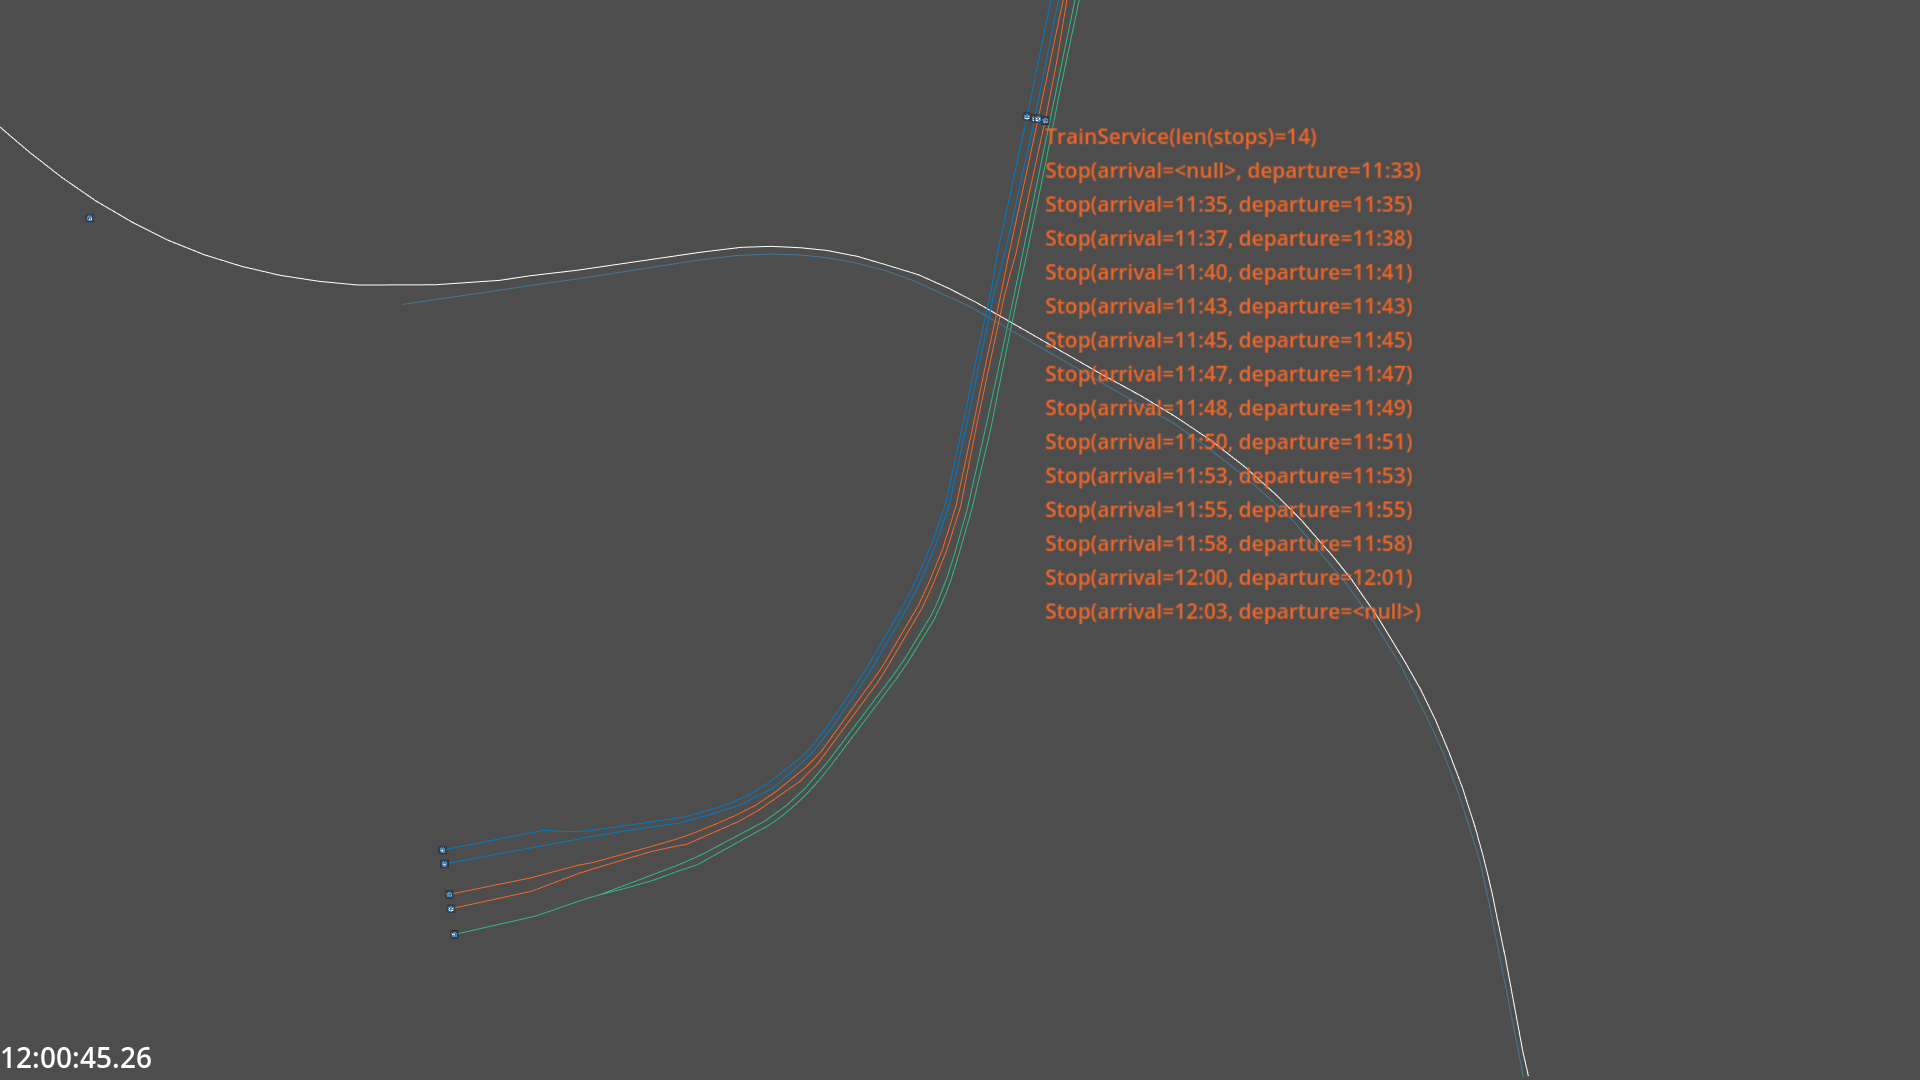 TrainService(len(stops)=14)
Stop(arrival=<null>, departure=11:33)
Stop(arrival=11:35, departure=11:35)
Stop(arrival=11:37, departure=11:38)
Stop(arrival=11:40, departure=11:41)
Stop(arrival=11:43, departure=11:43)
Stop(arrival=11:45, departure=11:45)
Stop(arrival=11:47, departure=11:47)
Stop(arrival=11:48, departure=11:49)
Stop(arrival=11:50, departure=11:51)
Stop(arrival=11:53, departure=11:53)
Stop(arrival=11:55, departure=11:55)
Stop(arrival=11:58, departure=11:58)
Stop(arrival=12:00, departure=12:01)
Stop(arrival=12:03, departure=<null>)
12:00:45.26